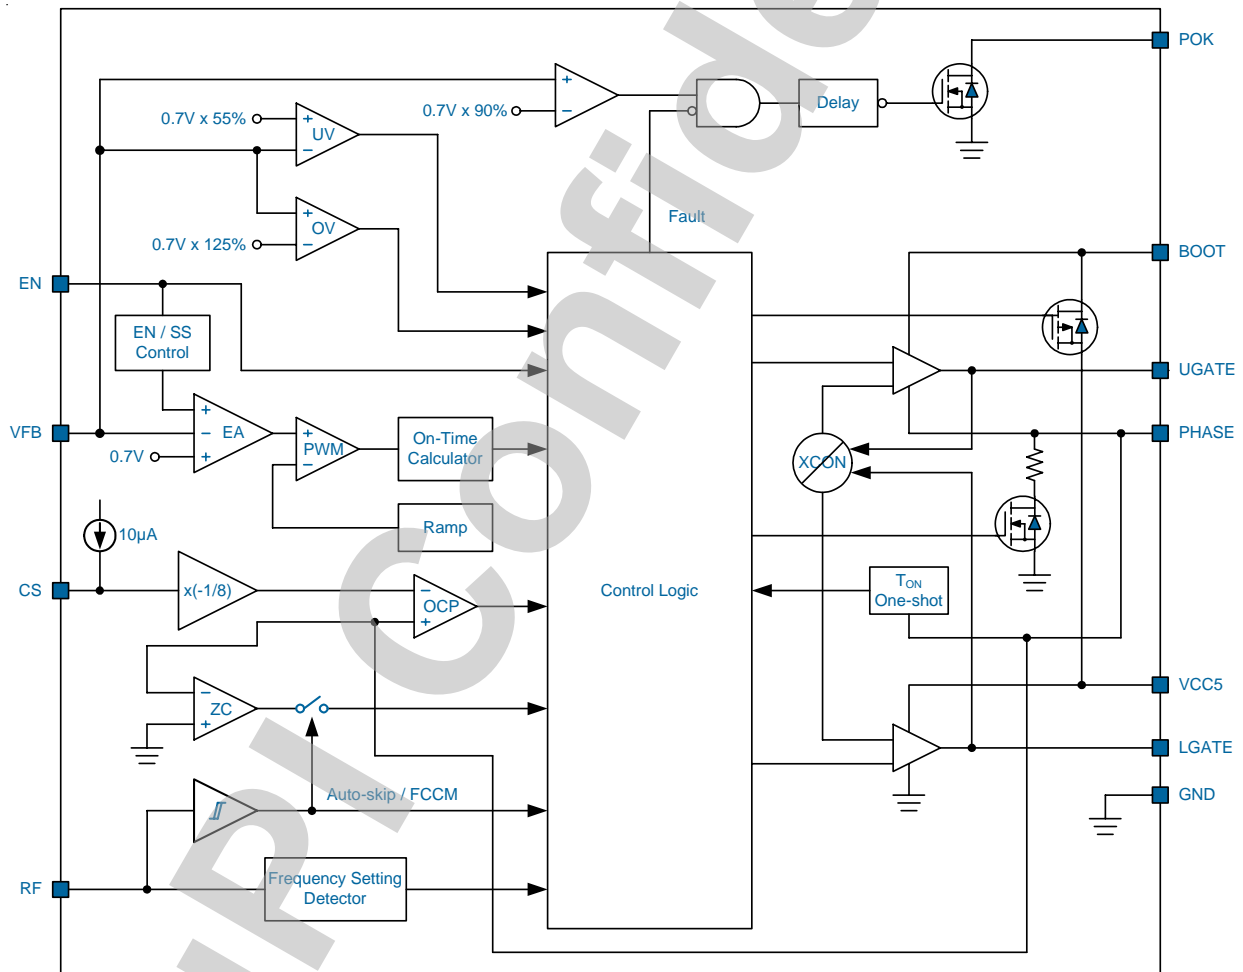 POK
0.7V x 90%
+
−
Delay
0.7V x 55%
+
−
UV
Fault
0.7V x 125%
+
−
OV
BOOT
EN
EN / SS
Control
UGATE
VFB
+
−
+
EA
0.7V
+
−
PWM
On-Time
Calculator
PHASE
XCON
Ramp
10µA
CS
x(-1/8)
−
+
OCP
Control Logic
TON
One-shot
−
+
ZC
VCC5
LGATE
Auto-skip / FCCM
GND
RF
Frequency Setting
Detector
uPI Confide